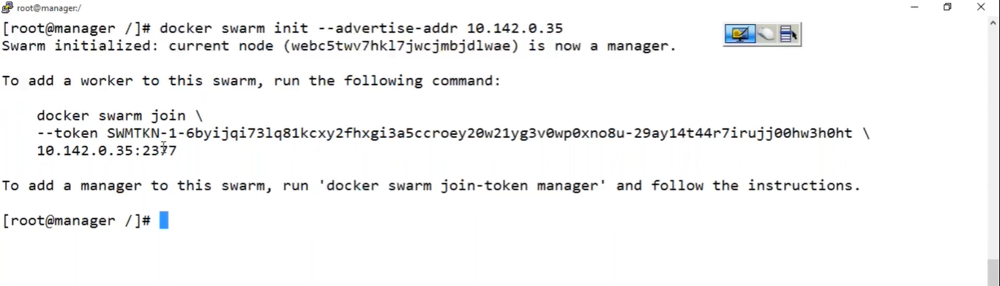 root@manager:/
[root@manager /]# docker swarm init --advertise-addr 10.142.0.35
Swarm initialized: current node (webc5twv7hkl7jwcjmbjdlwae) is now a manager.
To add a worker to this swarm, run the following command:
docker swarm join \
--token SWMTKN-1-6byijqi73lq81kcxy2fhxgi3a5ccroey20w21yg3v0wp0xno8u-29ay14t44r7irujj00hw3h0ht \
10.142.0.35:2377
To add a manager to this swarm, run 'docker swarm join-token manager' and follow the instructions.
[root@manager /]#